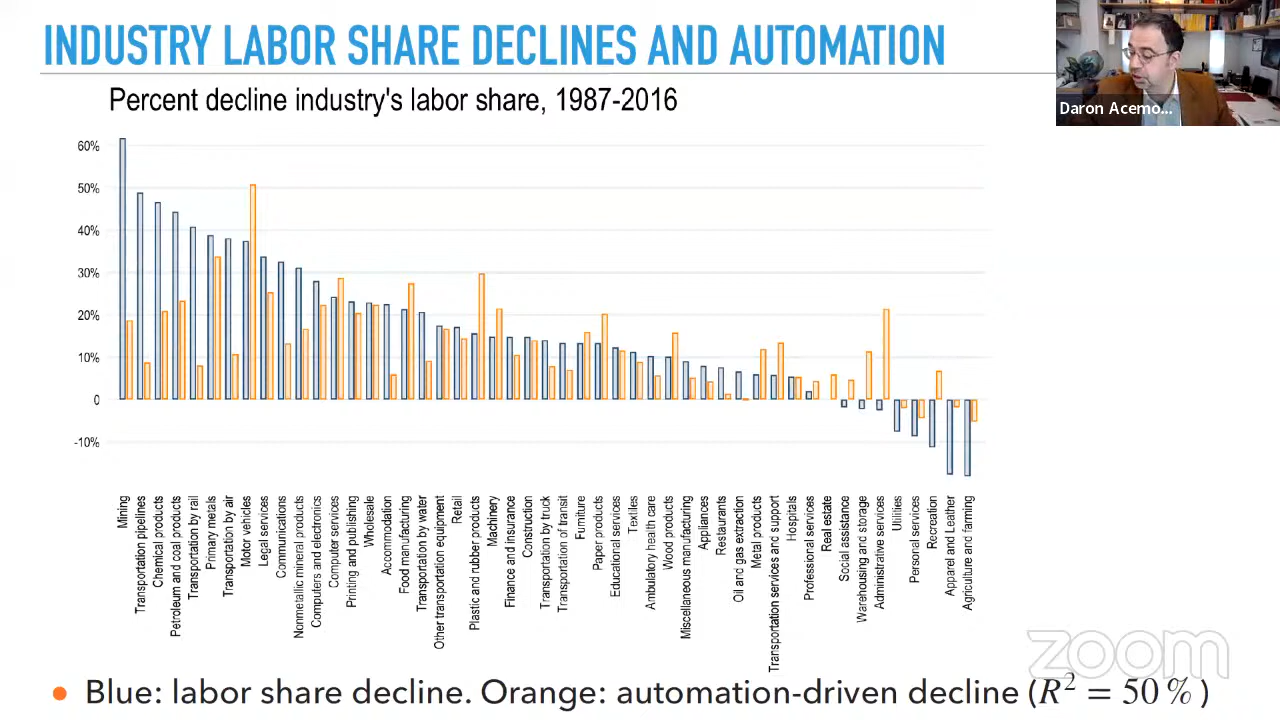 INDUSTRY LABOR SHARE DECLINES AND AUTOMATION
Daron Acemo...
Percent decline industry's labor share, 1987-2016
60%
50%
40%
30%
20%
10%
0
-10%
Mining
Transportation pipelines
Chemical products
Petroleum and coal products
Transportation by rail
Primary metals
Transportation by air
Motor vehicles
Legal services
Communications
Nonmetallic mineral products
Computers and electronics
Computer services
Printing and publishing
Wholesale
Accommodation
Food manufacturing
Transportation by water
Other transportation equipment
Retail
Plastic and rubber products
Machinery
Finance and insurance
Construction
Transportation by truck
Transportation of transit
Furniture
Paper products
Educational services
Textiles
Ambulatory health care
Wood products
Miscellaneous manufacturing
Appliances
Restaurants
Oil and gas extraction
Metal products
Transportation services and support
Hospitals
Professional services
Real estate
Social assistance
Warehousing and storage
Administrative services
Utilities
Personal services
Recreation
Apparel and Leather
Agriculture and farming
zoom
• Blue: labor share decline. Orange: automation-driven decline (R² = 50%)